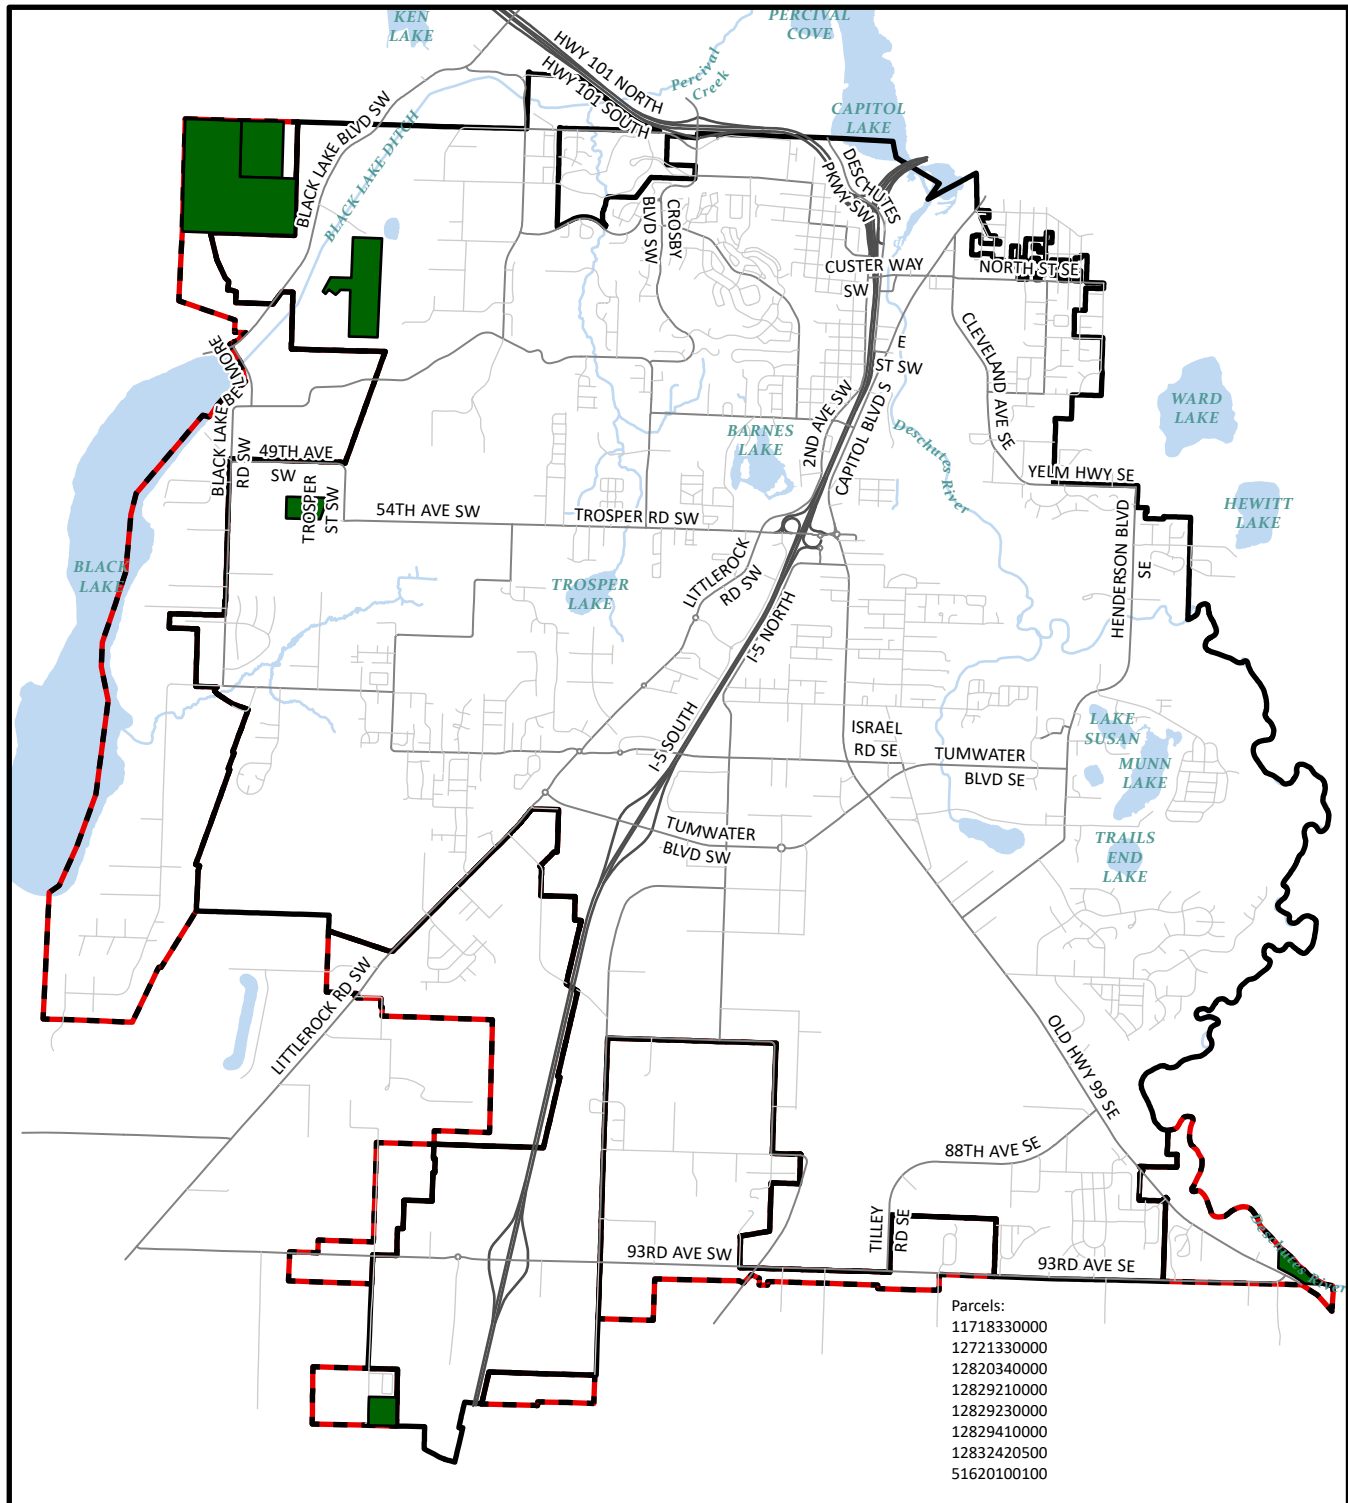 KEN
LAKE
PERCIVAL
COVE
HWY 101 NORTH
HWY 101 SOUTH
Percival
Creek
CAPITOL
LAKE
BLACK LAKE BLVD SW
BLACK LAKE DITCH
DESCHUTES
PKWY SW
CROSBY
BLVD SW
CUSTER WAY
SW
NORTH ST SE
E
ST SW
CLEVELAND AVE SE
BLACK LAKE BELMORE
RD SW
2ND AVE SW
CAPITOL BLVD S
WARD
LAKE
BARNES
LAKE
Deschutes River
49TH AVE
SW
YELM HWY SE
TROSPER
ST SW
54TH AVE SW
TROSPER RD SW
HEWITT
LAKE
HENDERSON BLVD
SE
BLACK
LAKE
TROSPER
LAKE
LITTLEROCK
RD SW
I-5 NORTH
I-5 SOUTH
ISRAEL
RD SE
LAKE
SUSAN
TUMWATER
BLVD SE
MUNN
LAKE
TUMWATER
BLVD SW
TRAILS
END
LAKE
LITTLEROCK RD SW
OLD HWY 99 SE
88TH AVE SE
TILLEY
RD SE
93RD AVE SW
93RD AVE SE
Deschutes River
Parcels:
11718330000
12721330000
12820340000
12829210000
12829230000
12829410000
12832420500
51620100100